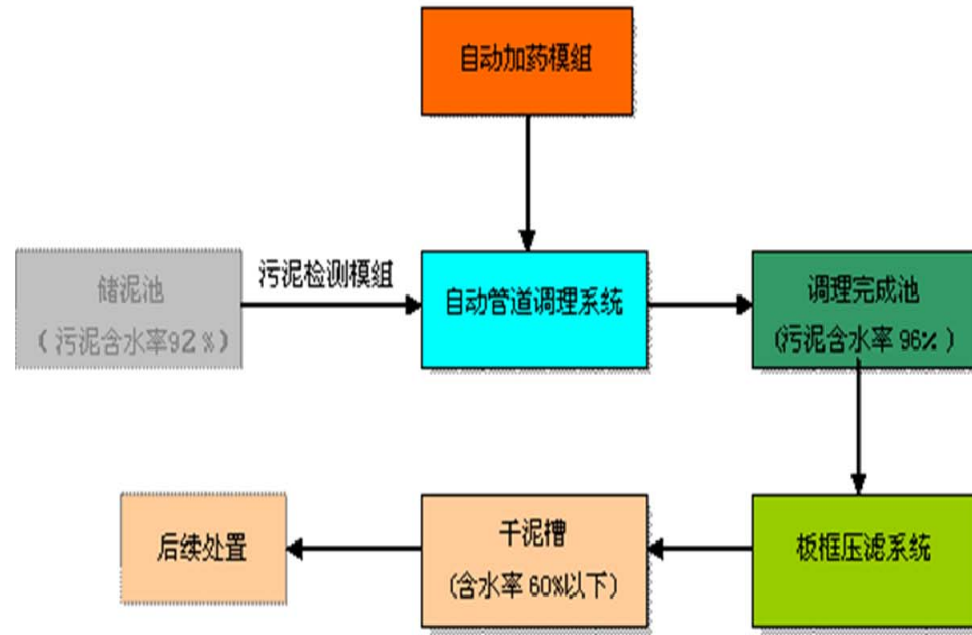 自动加药模组
储泥池
（污泥含水率92%）
污泥检测模组
自动管道调理系统
调理完成池
(污泥含水率 96%）
后续处置
干泥槽
(含水率 60%以下）
板框压滤系统